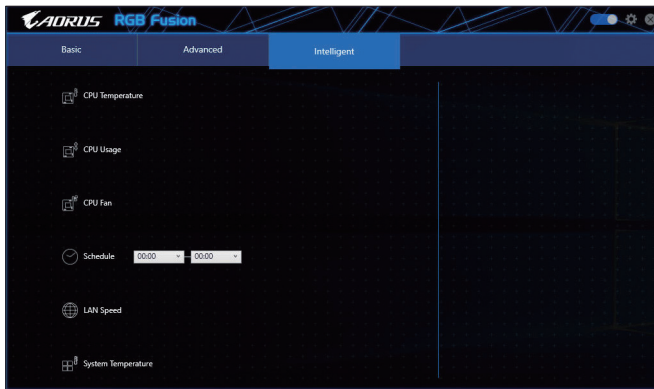 AORUS RGB Fusion
Basic Advanced Intelligent
CPU Temperature
CPU Usage
CPU Fan
Schedule 00:00 — 00:00
LAN Speed
System Temperature